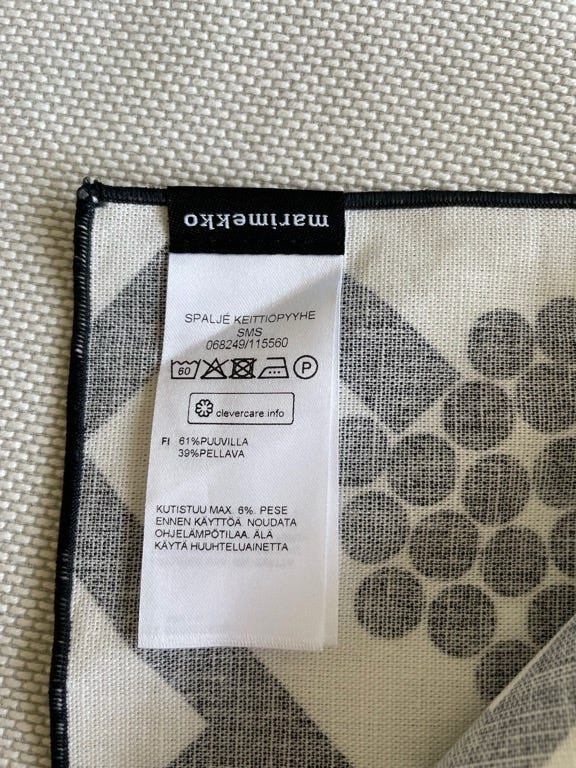 marimekko
SPALJÉ KEITTIÖPYYHE
SMS
068249/115560
60 P
clevercare.info
FI 61%PUUVILLA
39%PELLAVA
KUTISTUU MAX. 6%. PESE
ENNEN KÄYTTÖÄ. NOUDATA
OHJELÄMPÖTILAA. ÄLÄ
KÄYTÄ HUUHTELUAINETTA